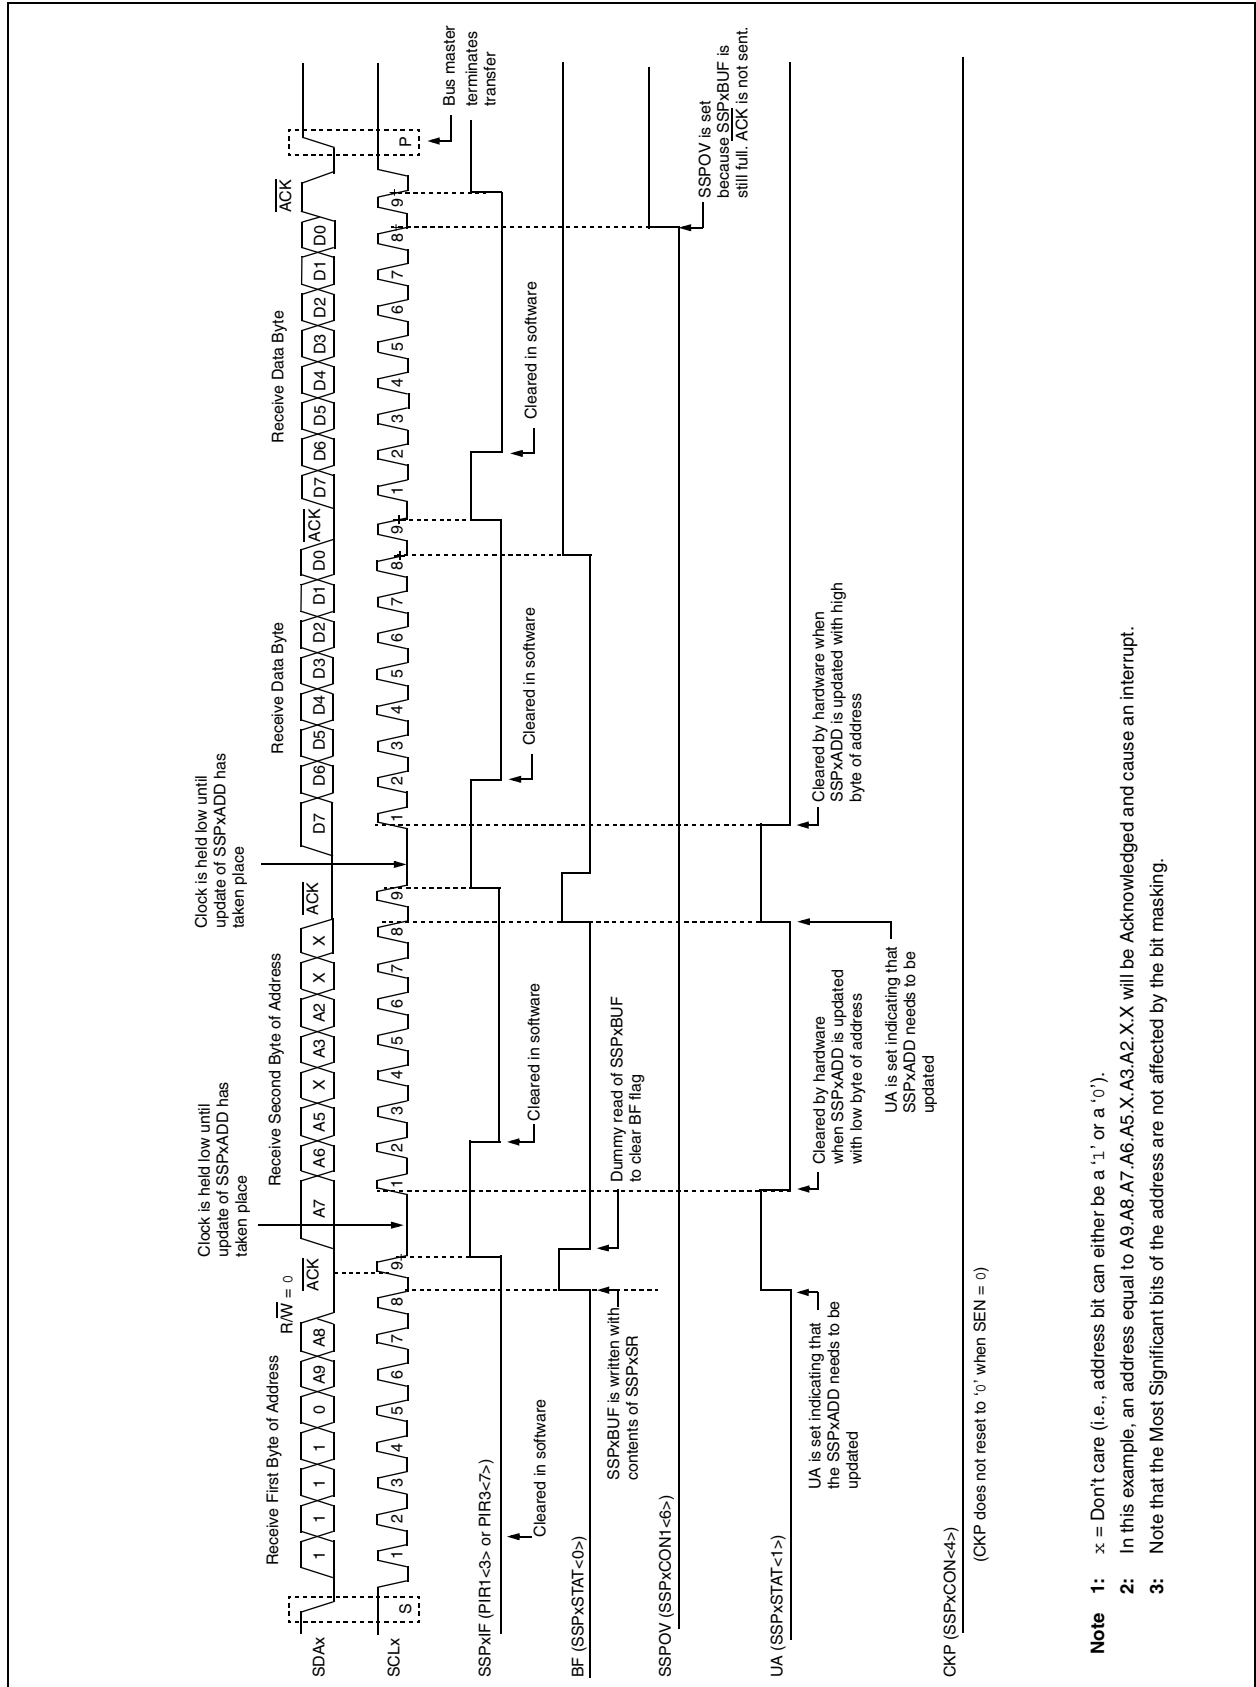 Receive First Byte of Address
R/W = 0
ACK
Clock is held low until
update of SSPxADD has
taken place
Receive Second Byte of Address
ACK
Clock is held low until
update of SSPxADD has
taken place
Receive Data Byte
ACK
Receive Data Byte
ACK
SDAx
1 1 1 1 0 A9 A8 A7 A6 A5 X A3 A2 X X D7 D6 D5 D4 D3 D2 D1 D0 D7 D6 D5 D4 D3 D2 D1 D0
SCLx
S 1 2 3 4 5 6 7 8 9 1 2 3 4 5 6 7 8 9 1 2 3 4 5 6 7 8 9 1 2 3 4 5 6 7 8 9 P
Bus master
terminates
transfer
SSPxIF (PIR1<3> or PIR3<7>)
Cleared in software
Cleared in software
Cleared in software
Cleared in software
BF (SSPxSTAT<0>)
SSPxBUF is written with
contents of SSPxSR
Dummy read of SSPxBUF
to clear BF flag
SSPOV (SSPxCON1<6>)
SSPOV is set
because SSPxBUF is
still full. ACK is not sent.
UA (SSPxSTAT<1>)
UA is set indicating that
the SSPxADD needs to be
updated
Cleared by hardware
when SSPxADD is updated
with low byte of address
UA is set indicating that
SSPxADD needs to be
updated
Cleared by hardware when
SSPxADD is updated with high
byte of address
CKP (SSPxCON<4>)
(CKP does not reset to ‘0’ when SEN = 0)
Note 1: x = Don’t care (i.e., address bit can either be a ‘1’ or a ‘0’).
2: In this example, an address equal to A9.A8.A7.A6.A5.X.A3.A2.X.X will be Acknowledged and cause an interrupt.
3: Note that the Most Significant bits of the address are not affected by the bit masking.